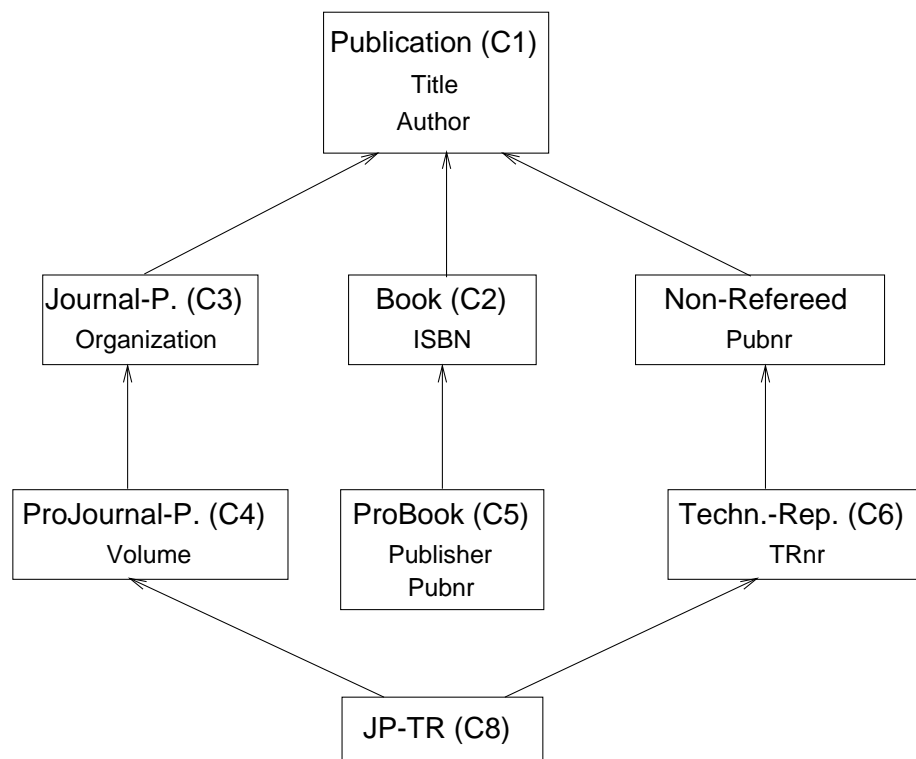 Publication (C1)
Title
Author
Journal-P. (C3)
Organization
Book (C2)
ISBN
Non-Refereed
Pubnr
ProJournal-P. (C4)
Volume
ProBook (C5)
Publisher
Pubnr
Techn.-Rep. (C6)
TRnr
JP-TR (C8)